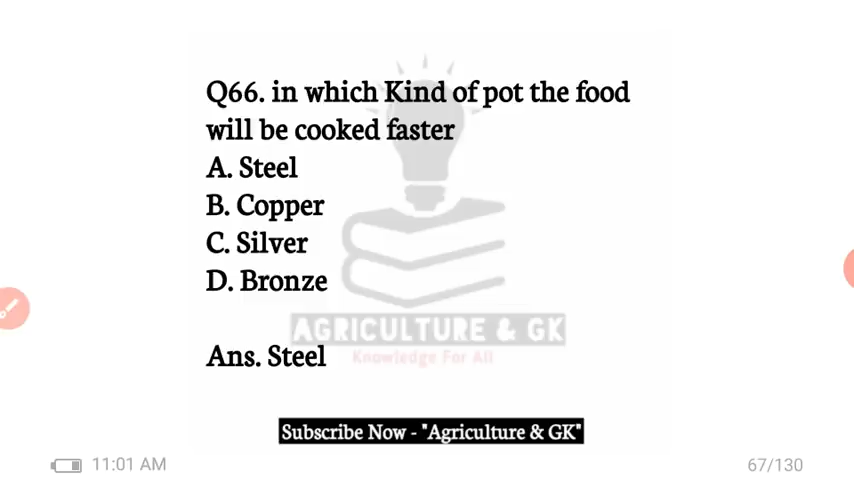 Q66. in which Kind of pot the food
will be cooked faster
A. Steel
B. Copper
C. Silver
D. Bronze
AGRICULTURE & GK
Ans. Steel
Knowledge For All
Subscribe Now - "Agriculture & GK"
11:01 AM
67/130